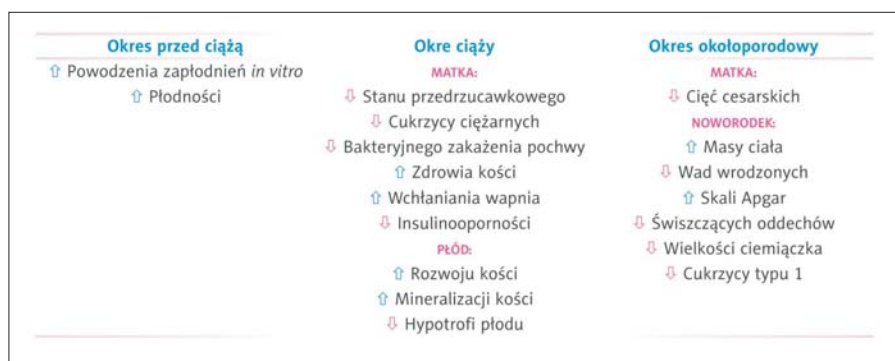 Okres przed ciążą
⇧ Powodzenia zapłodnień in vitro
⇧ Płodności
Okre ciąży
MATKA:
⇩ Stanu przedrzucawkowego
⇩ Cukrzycy ciężarnych
⇩ Bakteryjnego zakażenia pochwy
⇧ Zdrowia kości
⇧ Wchłaniania wapnia
⇩ Insulinooporności
PŁÓD:
⇧ Rozwoju kości
⇧ Mineralizacji kości
⇩ Hypotrofi płodu
Okres okołoporodowy
MATKA:
⇩ Cięć cesarskich
NOWORODEK:
⇧ Masy ciała
⇩ Wad wrodzonych
⇧ Skali Apgar
⇩ Świszczących oddechów
⇩ Wielkości ciemiączka
⇩ Cukrzycy typu 1